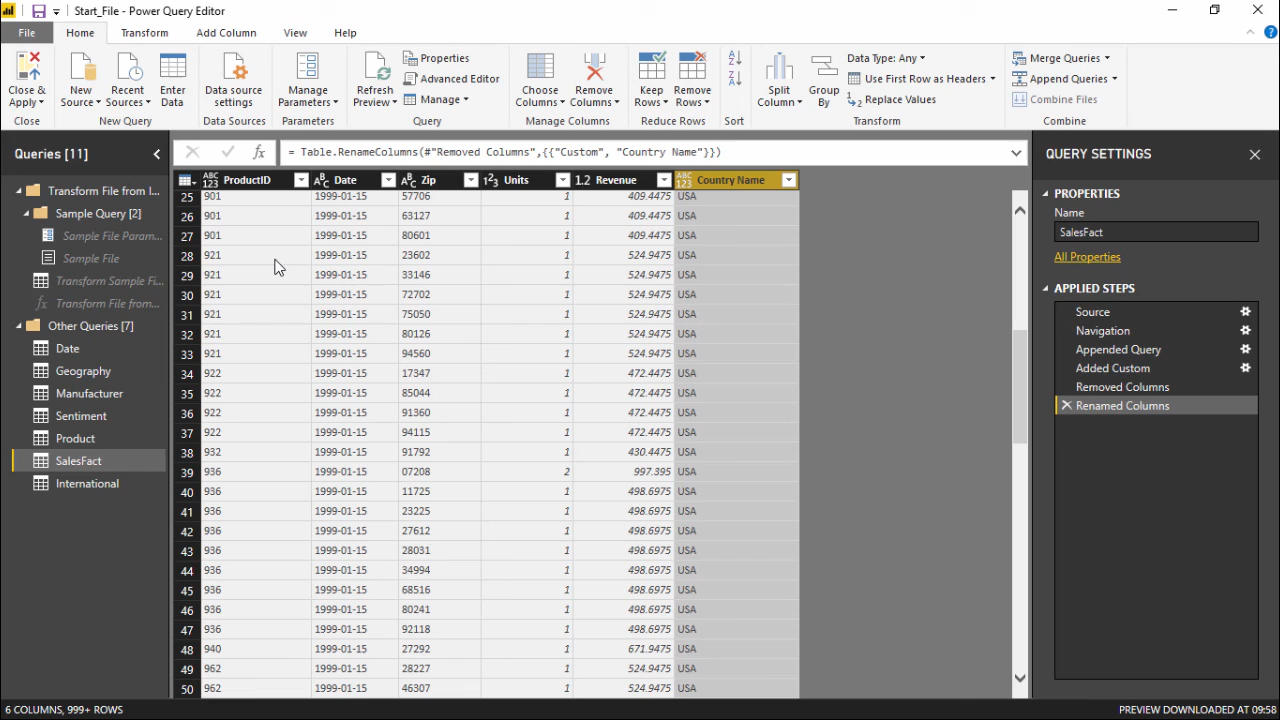 Start_File - Power Query Editor
File Home Transform Add Column View Help
Close & Apply New Source Recent Sources Enter Data Data source settings Manage Parameters Refresh Preview Properties Advanced Editor Manage Choose Columns Remove Columns Keep Rows Remove Rows Split Column Group By Data Type: Any Use First Row as Headers Replace Values Merge Queries Append Queries Combine Files
Close New Query Data Sources Parameters Query Manage Columns Reduce Rows Sort Transform Combine
Queries [11]
Transform File from I...
Sample Query [2]
Sample File Param...
Sample File
Transform Sample Fi...
Transform File from...
Other Queries [7]
Date
Geography
Manufacturer
Sentiment
Product
SalesFact
International
= Table.RenameColumns(#"Removed Columns",{{"Custom", "Country Name"}})
ABC 123 ProductID ABC Date ABC Zip 123 Units 1.2 Revenue ABC 123 Country Name
25 901 1999-01-15 57706 1 409.4475 USA
26 901 1999-01-15 63127 1 409.4475 USA
27 901 1999-01-15 80601 1 409.4475 USA
28 921 1999-01-15 23602 1 524.9475 USA
29 921 1999-01-15 33146 1 524.9475 USA
30 921 1999-01-15 72702 1 524.9475 USA
31 921 1999-01-15 75050 1 524.9475 USA
32 921 1999-01-15 80126 1 524.9475 USA
33 921 1999-01-15 94560 1 524.9475 USA
34 922 1999-01-15 17347 1 472.4475 USA
35 922 1999-01-15 85044 1 472.4475 USA
36 922 1999-01-15 91360 1 472.4475 USA
37 922 1999-01-15 94115 1 472.4475 USA
38 932 1999-01-15 91792 1 430.4475 USA
39 936 1999-01-15 07208 2 997.395 USA
40 936 1999-01-15 11725 1 498.6975 USA
41 936 1999-01-15 23225 1 498.6975 USA
42 936 1999-01-15 27612 1 498.6975 USA
43 936 1999-01-15 28031 1 498.6975 USA
44 936 1999-01-15 34994 1 498.6975 USA
45 936 1999-01-15 68516 1 498.6975 USA
46 936 1999-01-15 80241 1 498.6975 USA
47 936 1999-01-15 92118 1 498.6975 USA
48 940 1999-01-15 27292 1 671.9475 USA
49 962 1999-01-15 28227 1 524.9475 USA
50 962 1999-01-15 46307 1 524.9475 USA
QUERY SETTINGS
PROPERTIES
Name
SalesFact
All Properties
APPLIED STEPS
Source
Navigation
Appended Query
Added Custom
Removed Columns
Renamed Columns
6 COLUMNS, 999+ ROWS
PREVIEW DOWNLOADED AT 09:58